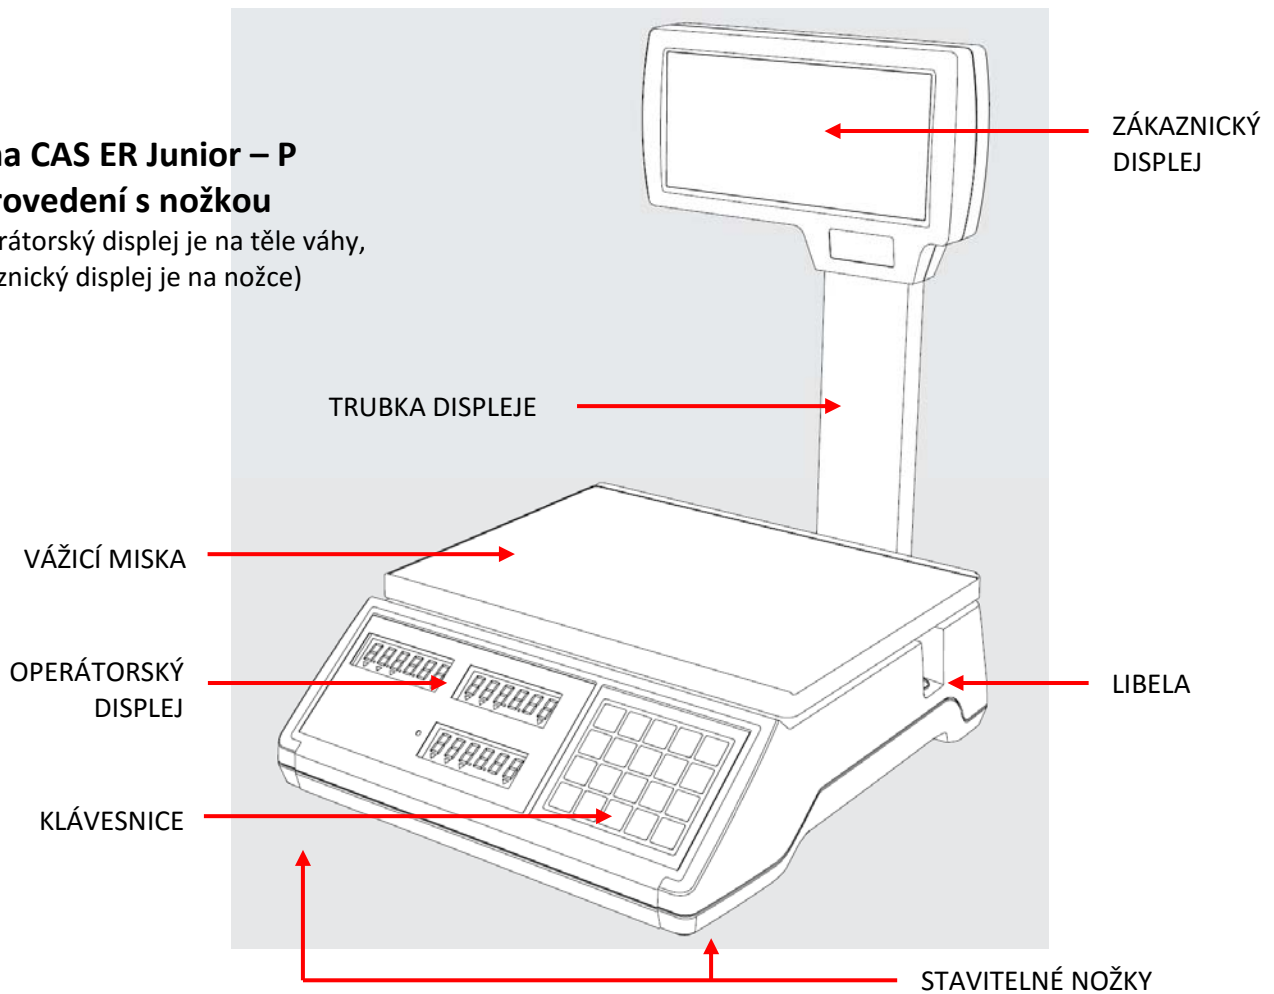 ZÁKAZNICKÝ
DISPLEJ
na CAS ER Junior – P
rovedení s nožkou
rátorský displej je na těle váhy,
znický displej je na nožce)
TRUBKA DISPLEJE
VÁŽICÍ MISKA
OPERÁTORSKÝ
DISPLEJ
LIBELA
KLÁVESNICE
STAVITELNÉ NOŽKY